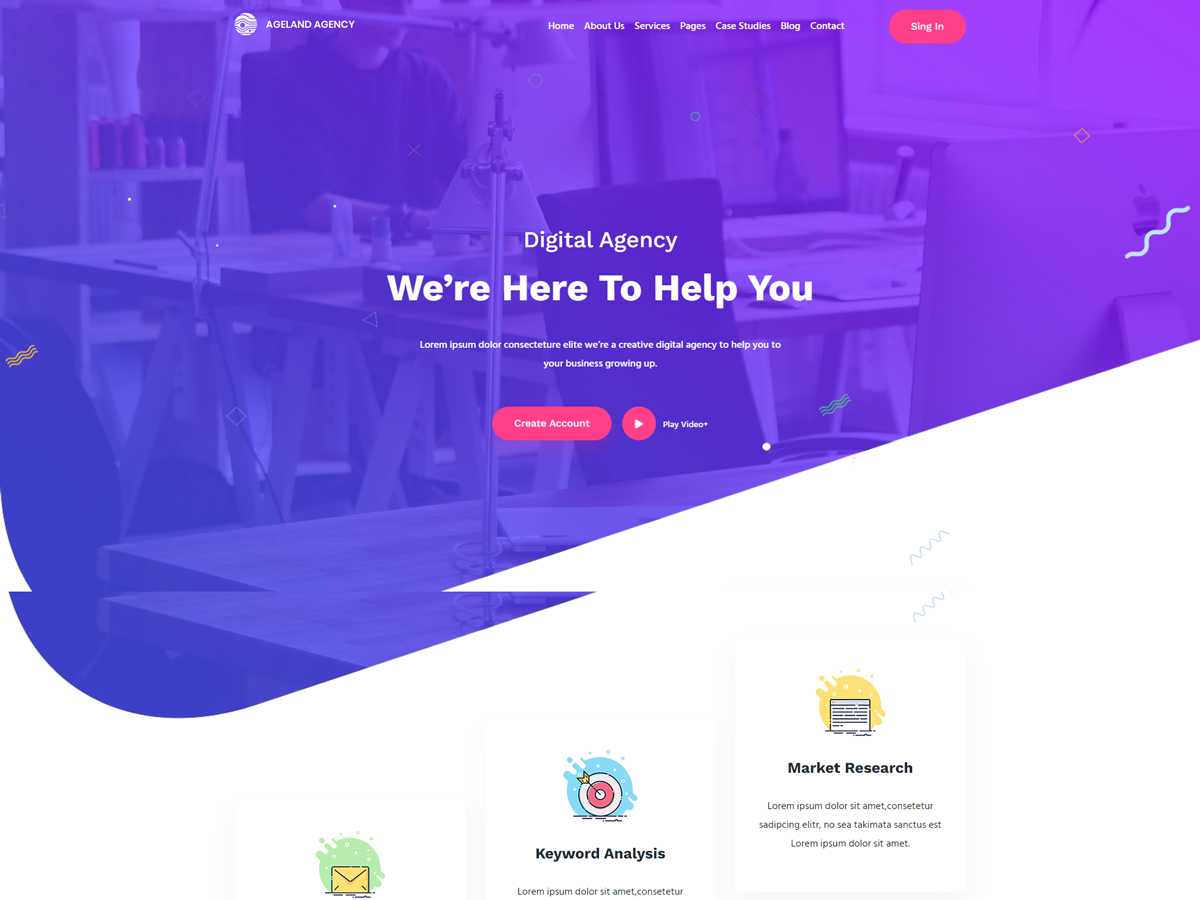 AGELAND AGENCY
Home About Us Services Pages Case Studies Blog Contact
Sing In
Digital Agency
We’re Here To Help You
Lorem ipsum dolor consecteture elite we’re a creative digital agency to help you to
your business growing up.
Create Account
Play Video+
Market Research
Lorem ipsum dolor sit amet,consetetur
sadipcing elitr, no sea takimata sanctus est
Lorem ipsum dolor sit amet.
Keyword Analysis
Lorem ipsum dolor sit amet,consetetur